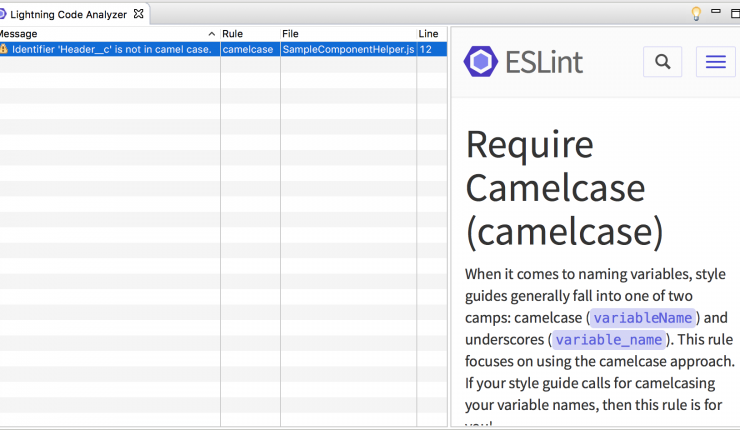 Lightning Code Analyzer
Message Rule File Line
Identifier 'Header__c' is not in camel case. camelcase SampleComponentHelper.js 12
ESLint
Require
Camelcase
(camelcase)
When it comes to naming variables, style
guides generally fall into one of two
camps: camelcase (variableName) and
underscores (variable_name). This rule
focuses on using the camelcase approach.
If your style guide calls for camelcasing
your variable names, then this rule is for
you!